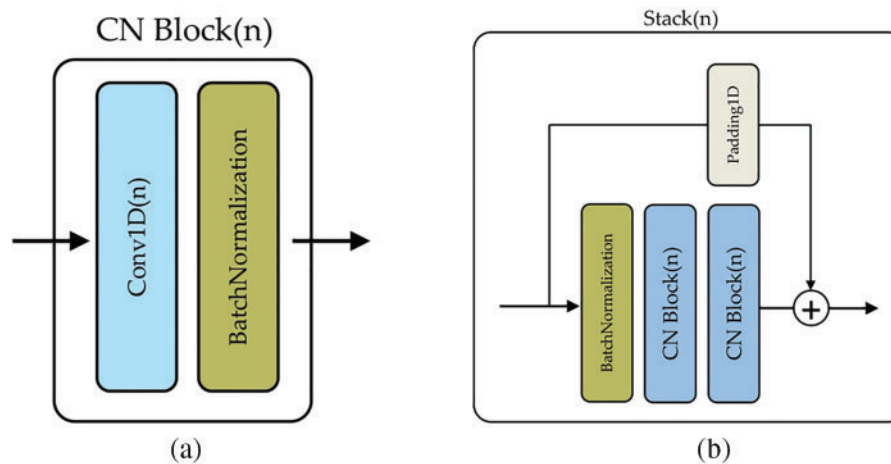 CN Block(n)
Conv1D(n)
BatchNormalization
(a)
Stack(n)
Padding1D
BatchNormalization
CN Block(n)
CN Block(n)
+
(b)